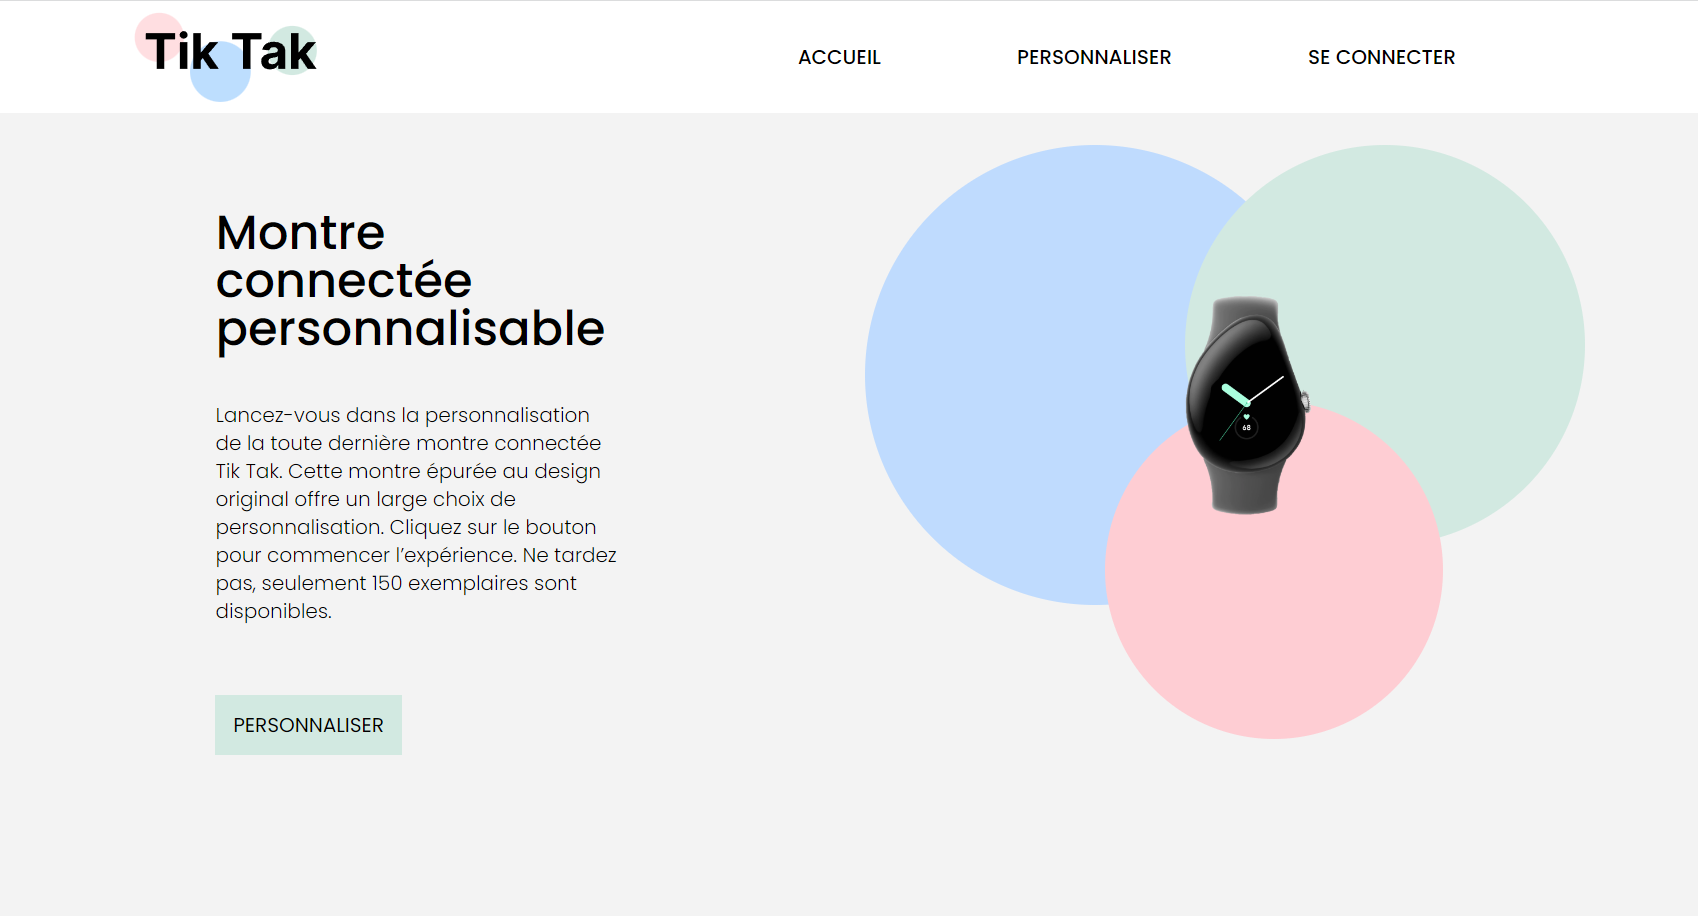 Tik Tak
ACCUEIL
PERSONNALISER
SE CONNECTER
Montre
connectée
personnalisable
Lancez-vous dans la personnalisation
de la toute dernière montre connectée
Tik Tak. Cette montre épurée au design
original offre un large choix de
personnalisation. Cliquez sur le bouton
pour commencer l’expérience. Ne tardez
pas, seulement 150 exemplaires sont
disponibles.
PERSONNALISER
68